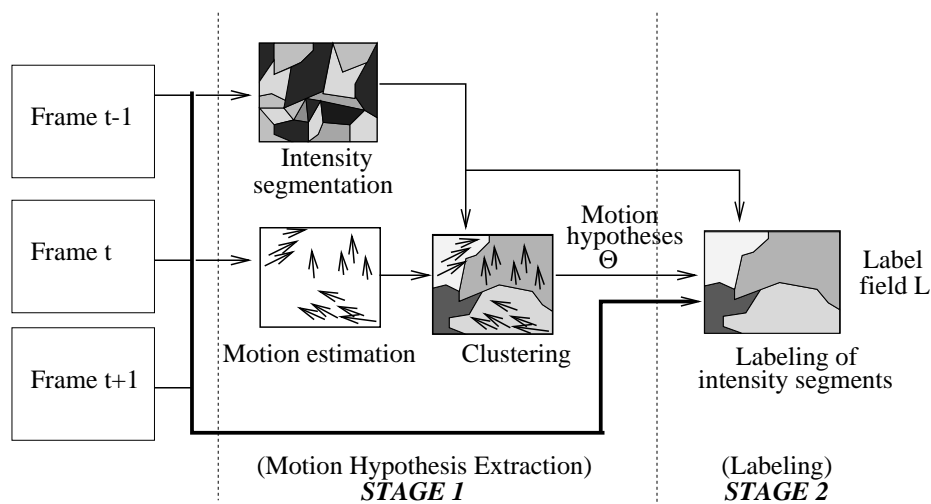 Frame t-1
Frame t
Frame t+1
Intensity
segmentation
Motion estimation
Clustering
Motion
hypotheses
Θ
Label
field L
Labeling of
intensity segments
(Motion Hypothesis Extraction)
STAGE 1
(Labeling)
STAGE 2